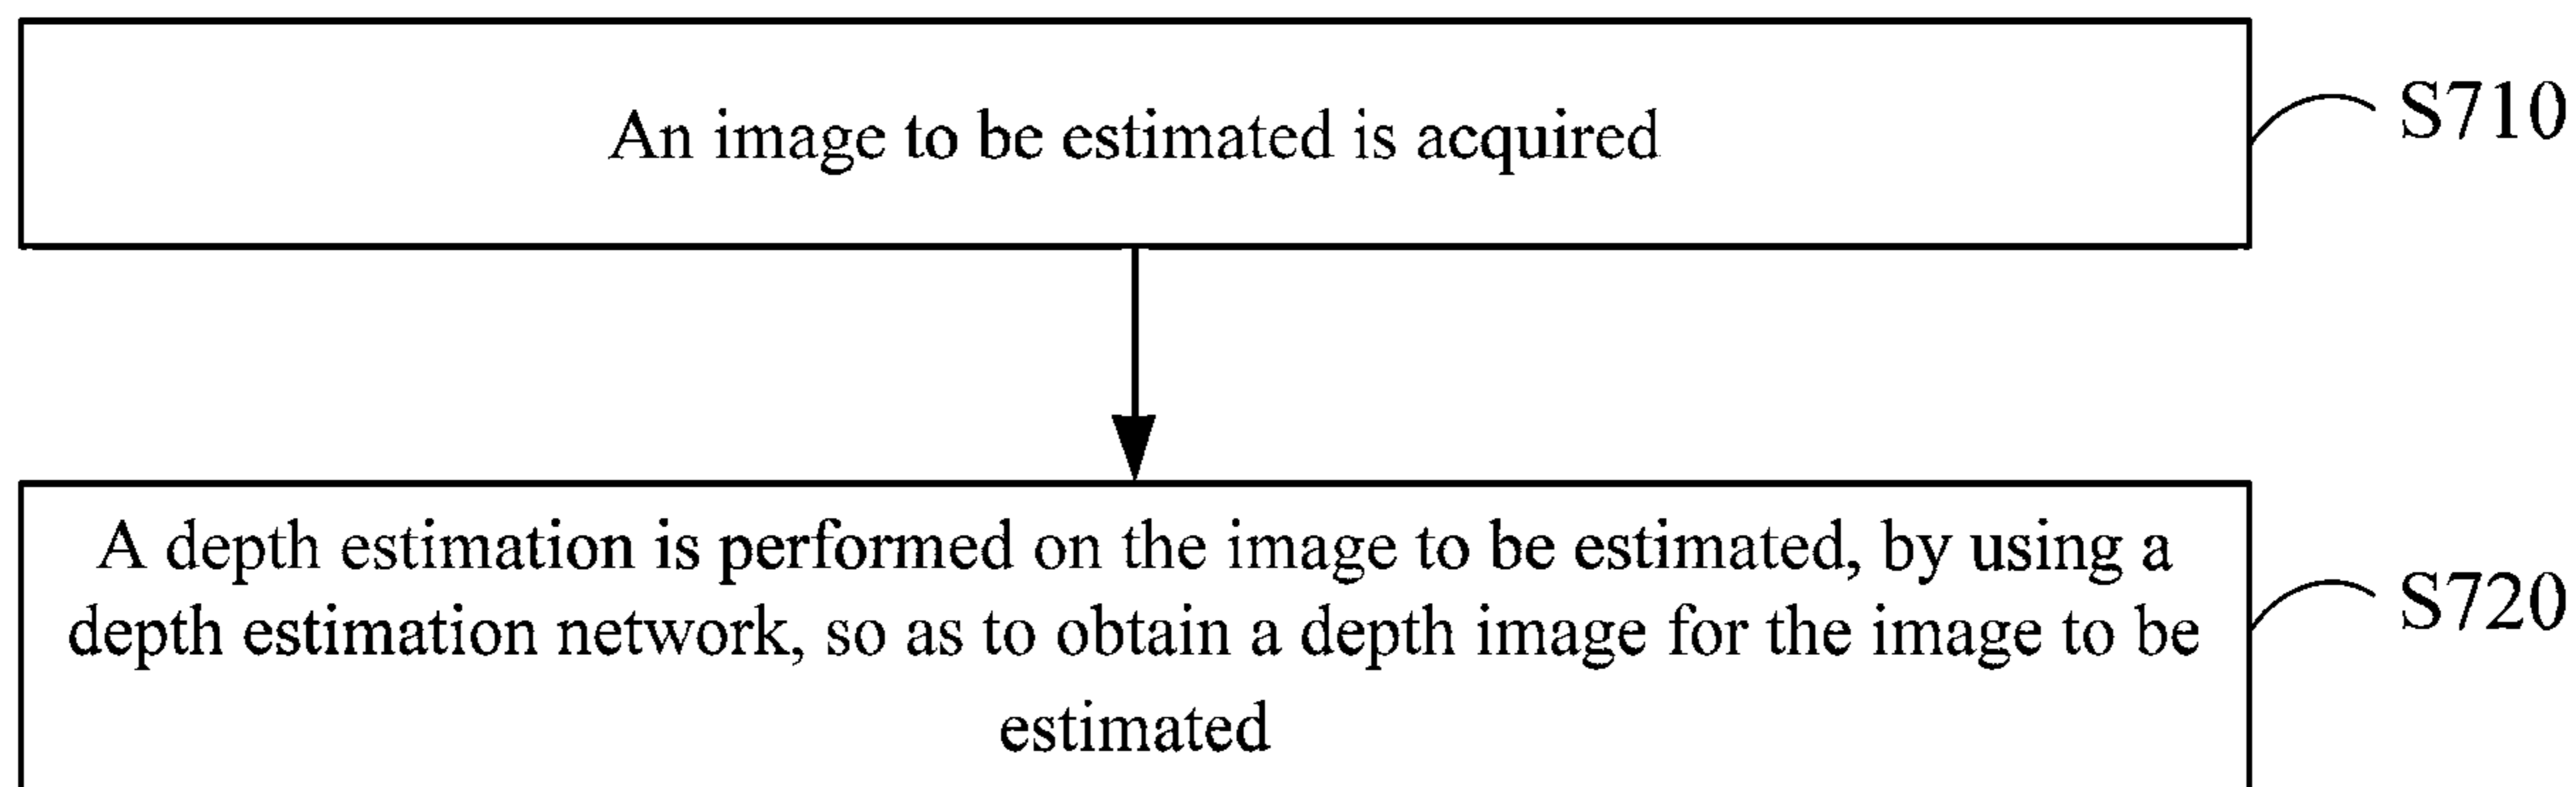 An image to be estimated is acquired
S710
A depth estimation is performed on the image to be estimated, by using a
depth estimation network, so as to obtain a depth image for the image to be
estimated
S720